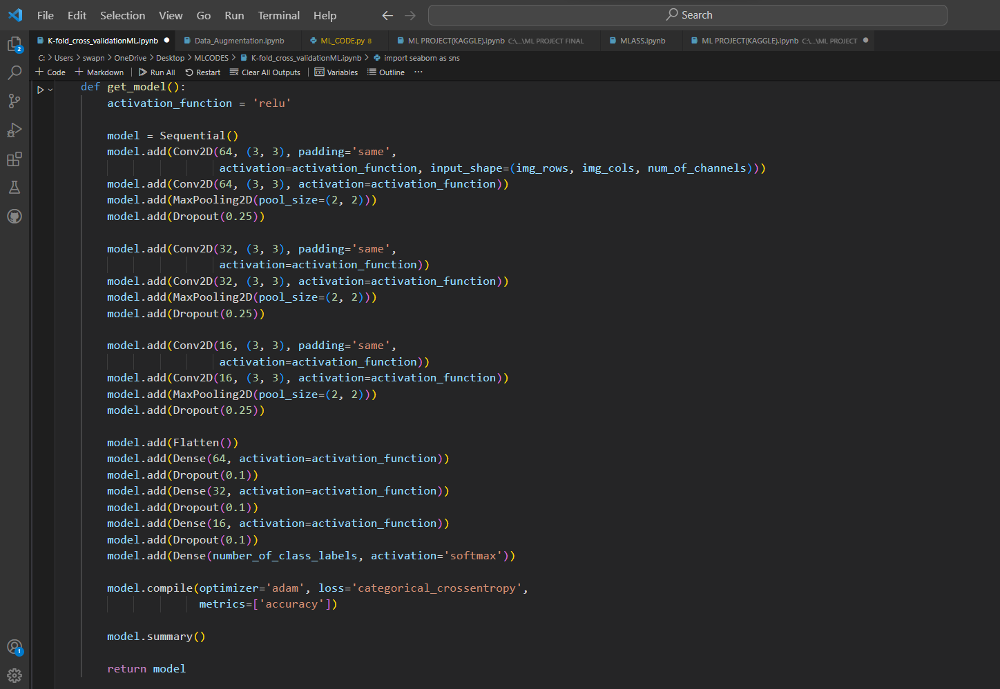 File Edit Selection View Go Run Terminal Help
Search
K-fold_cross_validationML.ipynb Data_Augmentation.ipynb ML_CODE.py 8 ML PROJECT(KAGGLE).ipynb C:\...\ML PROJECT FINAL MLASS.ipynb ML PROJECT(KAGGLE).ipynb C:\...\ML PROJECT
C: > Users > swapn > OneDrive > Desktop > MLCODES > K-fold_cross_validationML.ipynb > import seaborn as sns
+ Code + Markdown | Run All Restart Clear All Outputs | Variables Outline ...
def get_model():
    activation_function = 'relu'
    model = Sequential()
    model.add(Conv2D(64, (3, 3), padding='same',
                     activation=activation_function, input_shape=(img_rows, img_cols, num_of_channels)))
    model.add(Conv2D(64, (3, 3), activation=activation_function))
    model.add(MaxPooling2D(pool_size=(2, 2)))
    model.add(Dropout(0.25))
    model.add(Conv2D(32, (3, 3), padding='same',
                     activation=activation_function))
    model.add(Conv2D(32, (3, 3), activation=activation_function))
    model.add(MaxPooling2D(pool_size=(2, 2)))
    model.add(Dropout(0.25))
    model.add(Conv2D(16, (3, 3), padding='same',
                     activation=activation_function))
    model.add(Conv2D(16, (3, 3), activation=activation_function))
    model.add(MaxPooling2D(pool_size=(2, 2)))
    model.add(Dropout(0.25))
    model.add(Flatten())
    model.add(Dense(64, activation=activation_function))
    model.add(Dropout(0.1))
    model.add(Dense(32, activation=activation_function))
    model.add(Dropout(0.1))
    model.add(Dense(16, activation=activation_function))
    model.add(Dropout(0.1))
    model.add(Dense(number_of_class_labels, activation='softmax'))
    model.compile(optimizer='adam', loss='categorical_crossentropy',
                  metrics=['accuracy'])
    model.summary()
    return model
2
1